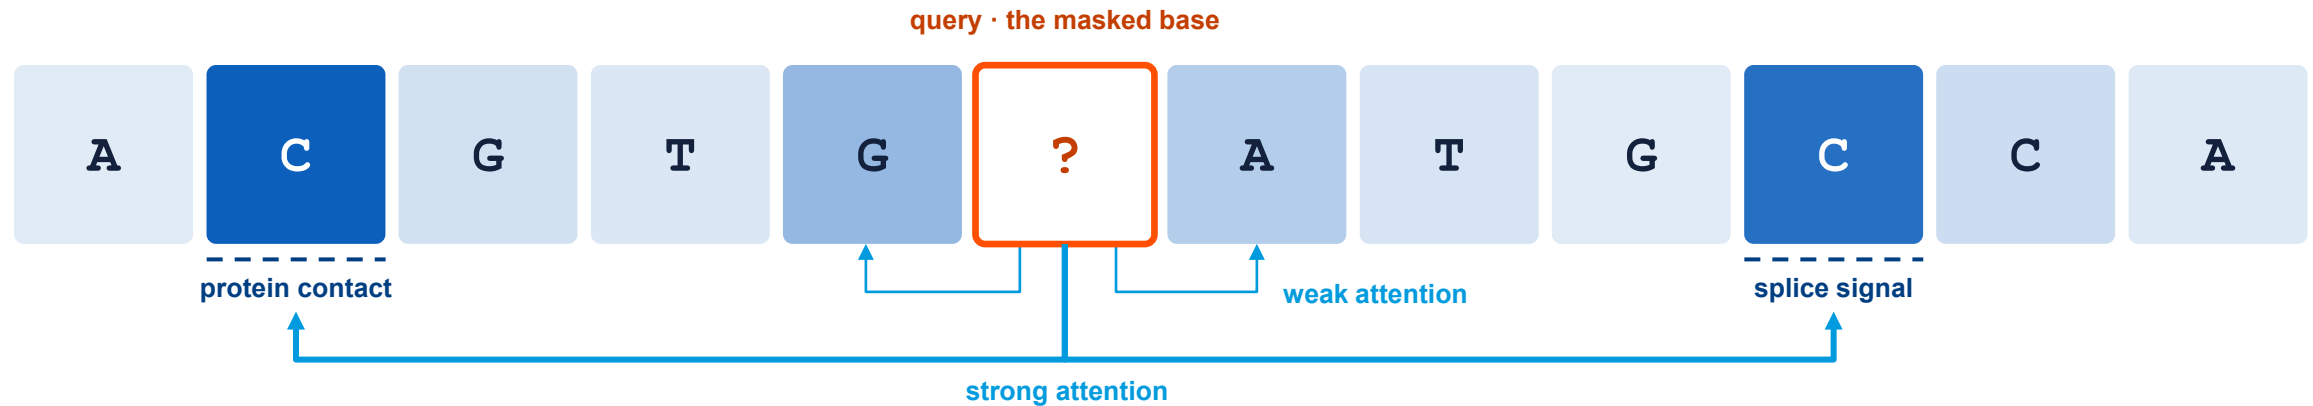 query · the masked base
A C G T G ? A T G C C A
protein contact
weak attention
splice signal
strong attention